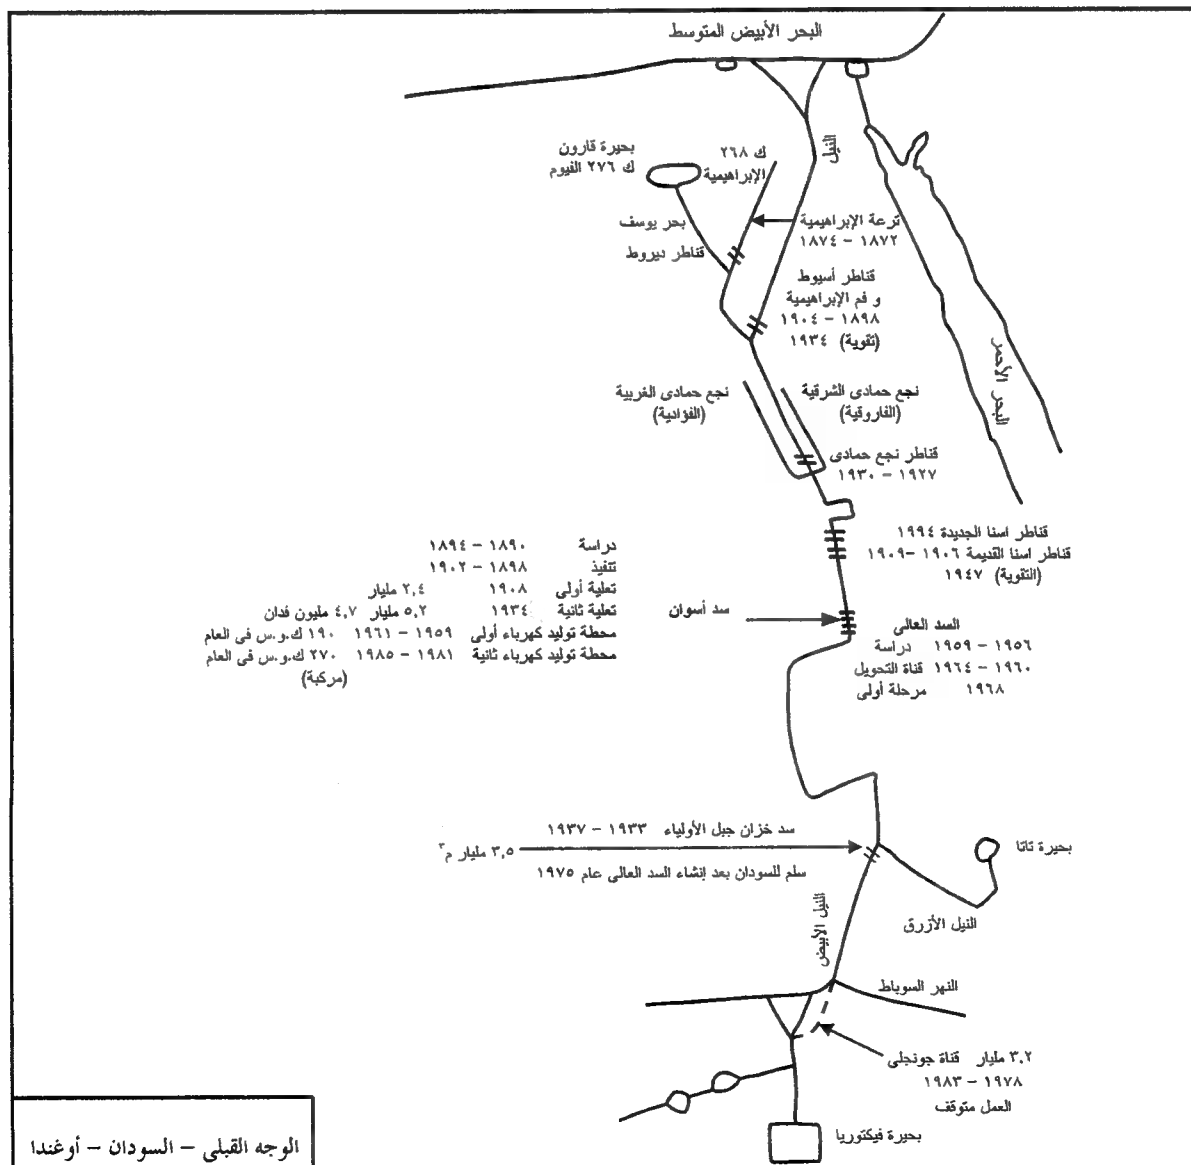 البحر الأبيض المتوسط
النيل
بحيرة قارون
ك ٢٧٦ الفيوم
ك ٢٦٨
الإبراهيمية
بحر يوسف
قناطر ديروط
ترعة الإبراهيمية
١٨٧٢ – ١٨٧٤
قناطر أسيوط
و فم الإبراهيمية
١٨٩٨ – ١٩٠٤
(تقوية) ١٩٣٤
البحر الأحمر
نجع حمادى الغربية
(الفؤادية)
نجع حمادى الشرقية
(الفاروقية)
قناطر نجع حمادى
١٩٢٧ – ١٩٣٠
قناطر اسنا الجديدة ١٩٩٤
قناطر اسنا القديمة ١٩٠٦ –١٩٠٩
(التقوية) ١٩٤٧
دراسة ١٨٩٠ – ١٨٩٤
تنفيذ ١٨٩٨ – ١٩٠٢
تعلية أولى ١٩٠٨ ٢,٤ مليار
تعلية ثانية ١٩٣٤ ٥,٢ مليار ٤,٧ مليون فدان
محطة توليد كهرباء أولى ١٩٥٩ – ١٩٦١ ١٩٠ ك.و.س فى العام
محطة توليد كهرباء ثانية ١٩٨١ – ١٩٨٥ ٢٧٠ ك.و.س فى العام
(مركبة)
سد أسوان
السد العالى
١٩٥٦ – ١٩٥٩ دراسة
١٩٦٠ – ١٩٦٤ قناة التحويل
١٩٦٨ مرحلة أولى
سد خزان جبل الأولياء ١٩٣٣ – ١٩٣٧
٣,٥ مليار م٣
سلم للسودان بعد إنشاء السد العالى عام ١٩٧٥
بحيرة تاتا
النيل الأزرق
النيل الأبيض
النهر السوباط
٣,٢ مليار قناة جونجلى
١٩٧٨ – ١٩٨٣
العمل متوقف
بحيرة فيكتوريا
الوجه القبلى – السودان – أوغندا